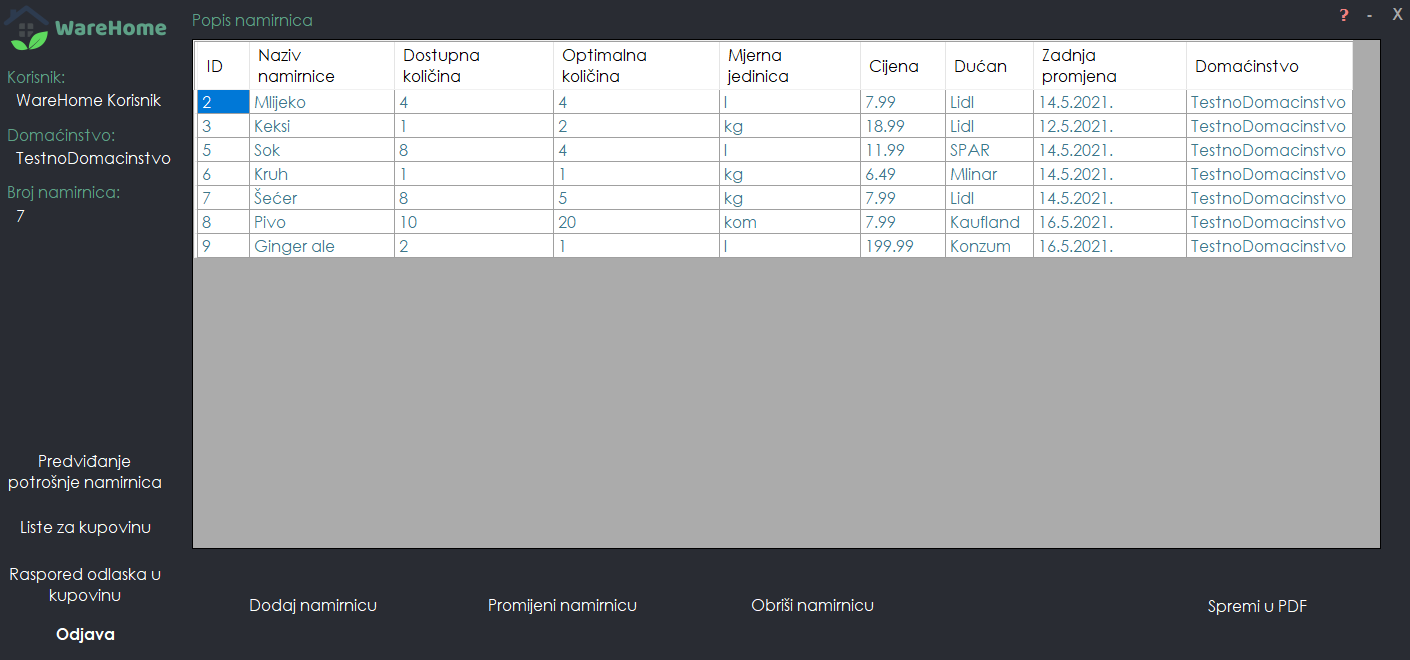 WareHome
Korisnik:
WareHome Korisnik
Domaćinstvo:
TestnoDomacinstvo
Broj namirnica:
7
Predviđanje
potrošnje namirnica
Liste za kupovinu
Raspored odlaska u
kupovinu
Odjava
Popis namirnica
? - X
ID Naziv namirnice Dostupna količina Optimalna količina Mjerna jedinica Cijena Dućan Zadnja promjena Domaćinstvo
2 Mlijeko 4 4 l 7.99 Lidl 14.5.2021. TestnoDomacinstvo
3 Keksi 1 2 kg 18.99 Lidl 12.5.2021. TestnoDomacinstvo
5 Sok 8 4 l 11.99 SPAR 14.5.2021. TestnoDomacinstvo
6 Kruh 1 1 kg 6.49 Mlinar 14.5.2021. TestnoDomacinstvo
7 Šećer 8 5 kg 7.99 Lidl 14.5.2021. TestnoDomacinstvo
8 Pivo 10 20 kom 7.99 Kaufland 16.5.2021. TestnoDomacinstvo
9 Ginger ale 2 1 l 199.99 Konzum 16.5.2021. TestnoDomacinstvo
Dodaj namirnicu Promijeni namirnicu Obriši namirnicu Spremi u PDF